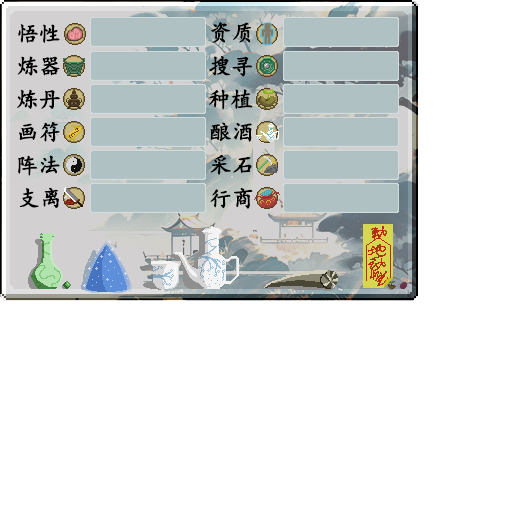 悟性 资质
炼器 搜寻
炼丹 种植
画符 酿酒
阵法 采石
支离 行商